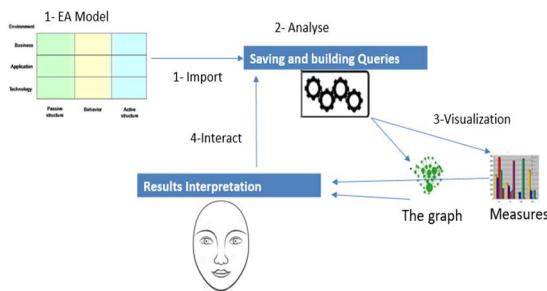 1- EA Model
Environment
Business
Application
Technology
Passive
structure
Behavior
Active
structure
1- Import
2- Analyse
Saving and building Queries
3-Visualization
The graph
Measures
4-Interact
Results Interpretation